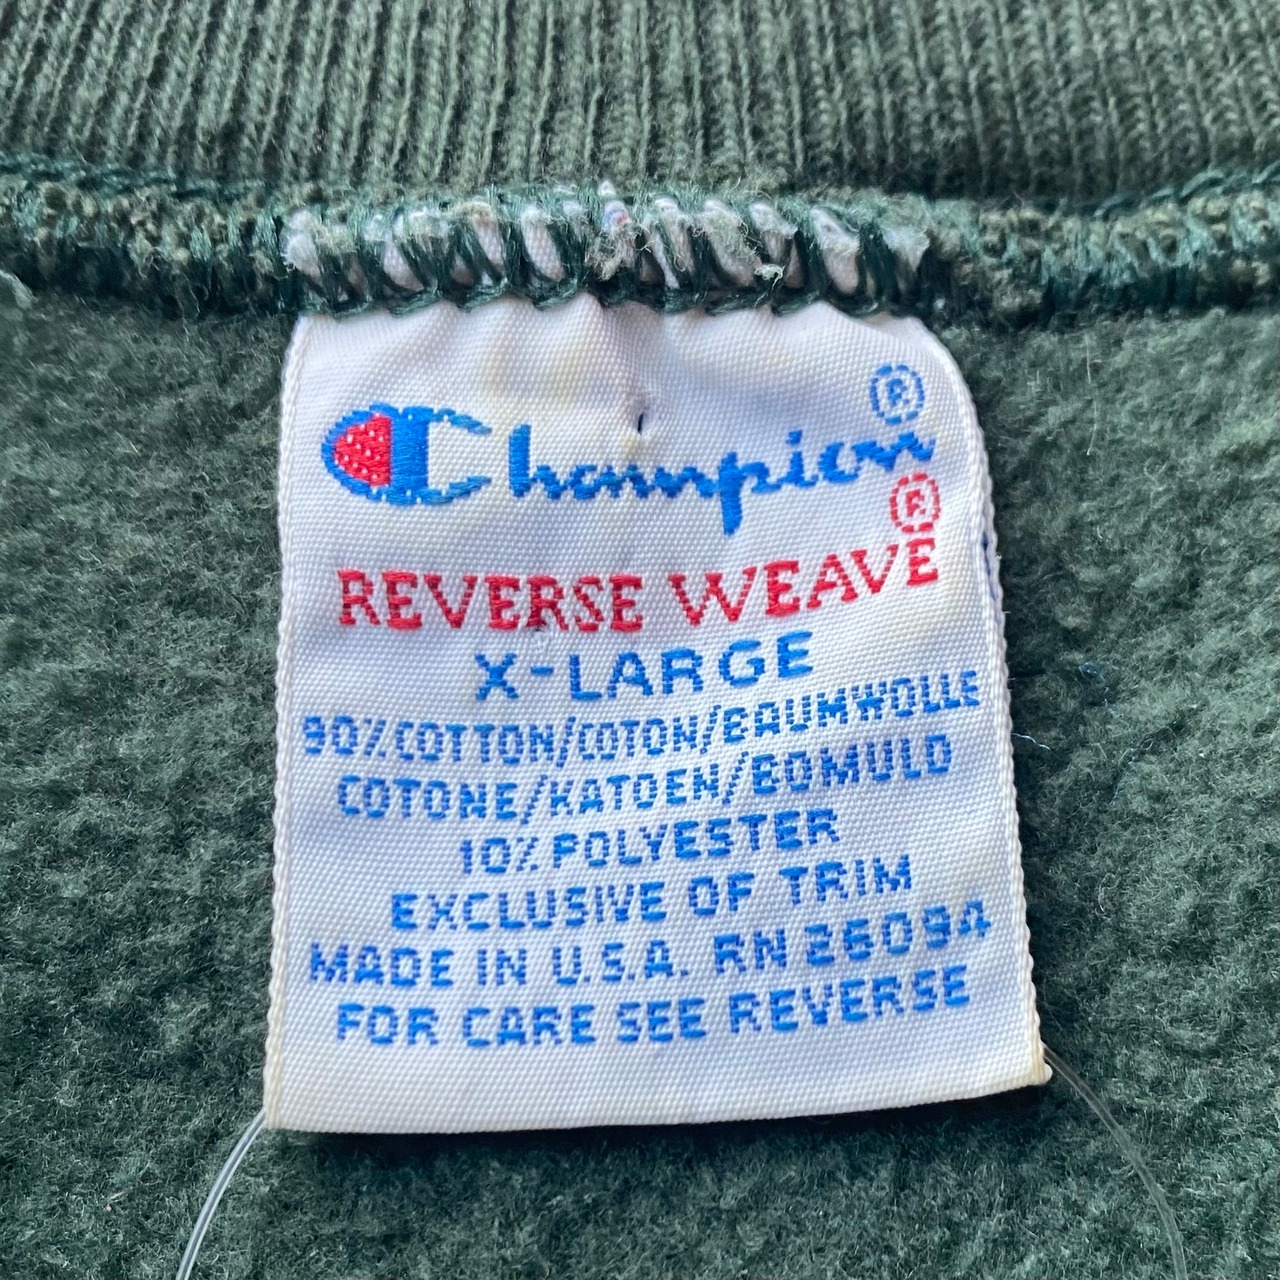 Champion®
REVERSE WEAVE®
X-LARGE
90% COTTON/COTON/BAUMWOLLE
COTONE/KATOEN/BOMULD
10% POLYESTER
EXCLUSIVE OF TRIM
MADE IN U.S.A. RN 26094
FOR CARE SEE REVERSE